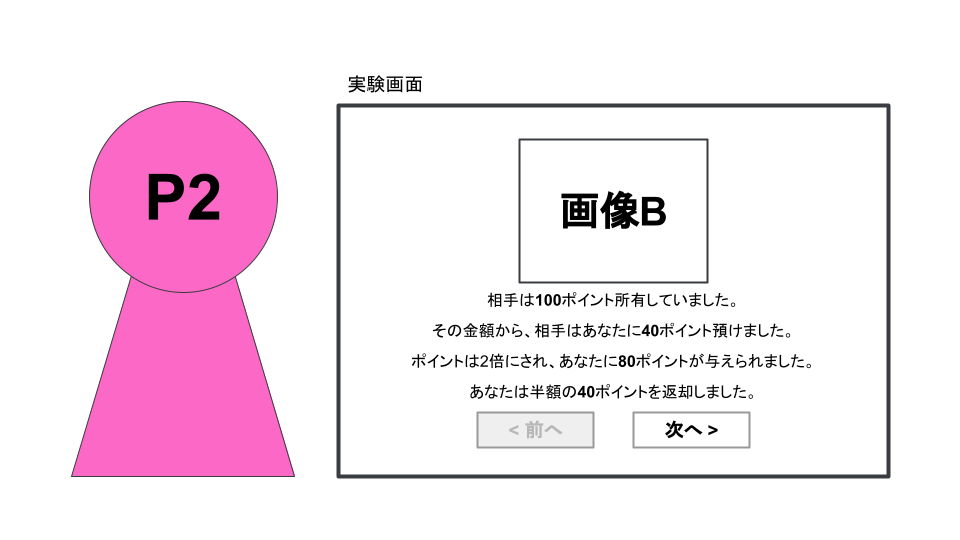 実験画面
P2
画像B
相手は100ポイント所有していました。
その金額から、相手はあなたに40ポイント預けました。
ポイントは2倍にされ、あなたに80ポイントが与えられました。
あなたは半額の40ポイントを返却しました。
< 前へ
次へ >